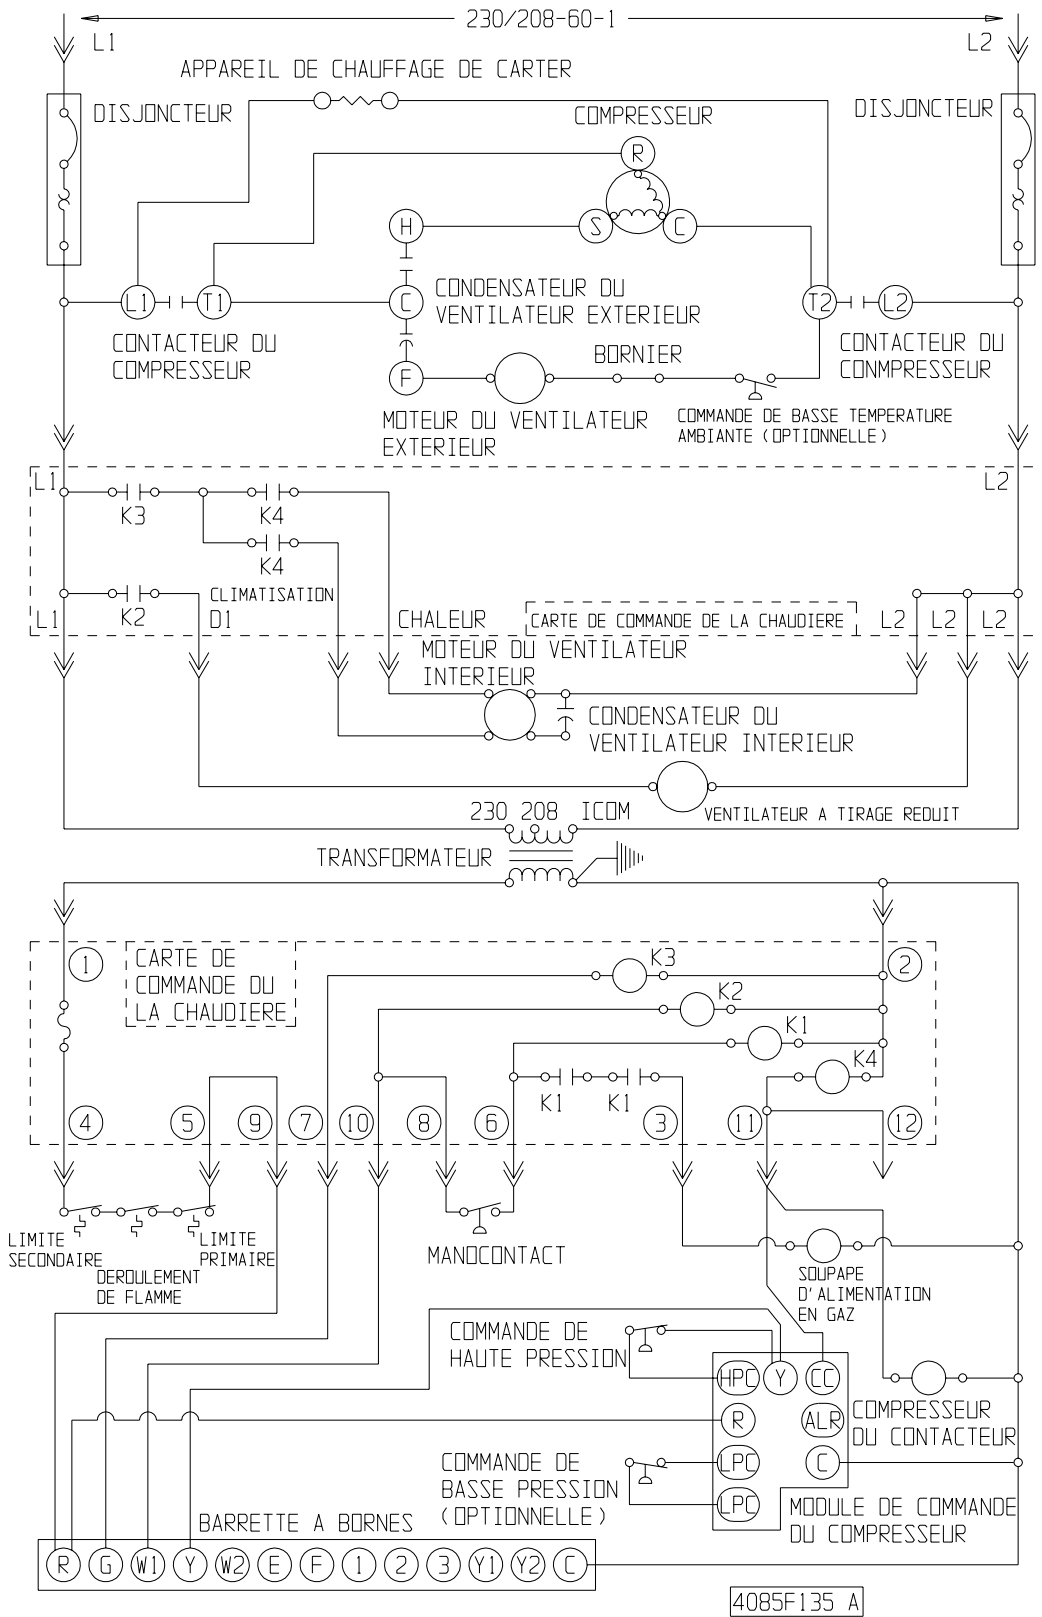 230/208-60-1
L1
L2
APPAREIL DE CHAUFFAGE DE CARTER
DISJONCTEUR
COMPRESSEUR
DISJONCTEUR
R
H
S
C
L1
T1
C
CONDENSATEUR DU
VENTILATEUR EXTERIEUR
T2
L2
CONTACTEUR DU
COMPRESSEUR
BORNIER
CONTACTEUR DU
CONMPRESSEUR
F
MOTEUR DU VENTILATEUR
EXTERIEUR
COMMANDE DE BASSE TEMPERATURE
AMBIANTE (OPTIONNELLE)
L1
L2
K3
K4
K4
K2
CLIMATISATION
L1
D1
CHALEUR
CARTE DE COMMANDE DE LA CHAUDIERE
L2
L2
L2
MOTEUR DU VENTILATEUR
INTERIEUR
CONDENSATEUR DU
VENTILATEUR INTERIEUR
230 208 ICOM
VENTILATEUR A TIRAGE REDUIT
TRANSFORMATEUR
1
CARTE DE
COMMANDE DU
LA CHAUDIERE
K3
2
K2
K1
K4
K1
K1
4
5
9
7
10
8
6
3
11
12
LIMITE
SECONDAIRE
LIMITE
PRIMAIRE
DEROULEMENT
DE FLAMME
MANOCONTACT
SOUPAPE
D'ALIMENTATION
EN GAZ
COMMANDE DE
HAUTE PRESSION
HPC
Y
CC
R
ALR
COMPRESSEUR
DU CONTACTEUR
COMMANDE DE
BASSE PRESSION
(OPTIONNELLE)
LPC
C
LPC
MODULE DE COMMANDE
DU COMPRESSEUR
BARRETTE A BORNES
R G W1 Y W2 E F 1 2 3 Y1 Y2 C
4085F135 A